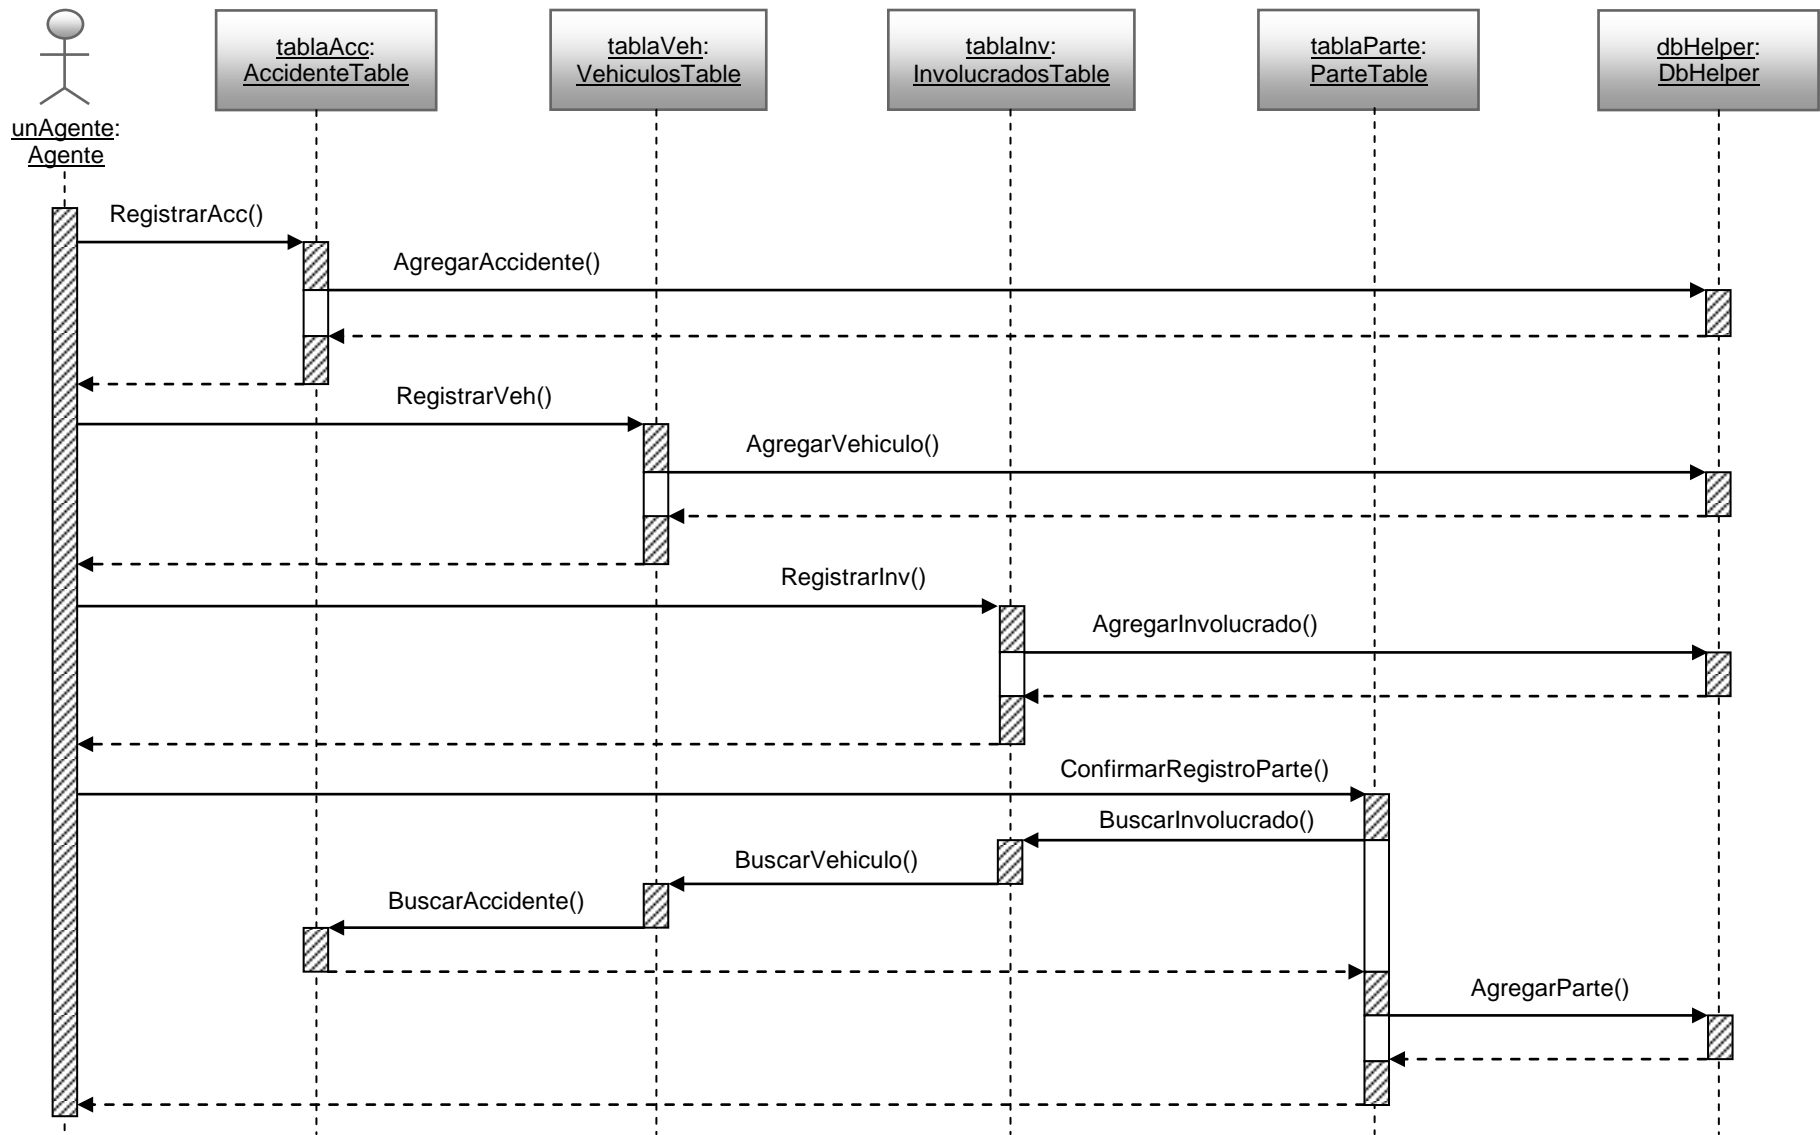 tablaAcc:
AccidenteTable
tablaVeh:
VehiculosTable
tablaInv:
InvolucradosTable
tablaParte:
ParteTable
dbHelper:
DbHelper
unAgente:
Agente
RegistrarAcc()
AgregarAccidente()
RegistrarVeh()
AgregarVehiculo()
RegistrarInv()
AgregarInvolucrado()
ConfirmarRegistroParte()
BuscarInvolucrado()
BuscarVehiculo()
BuscarAccidente()
AgregarParte()